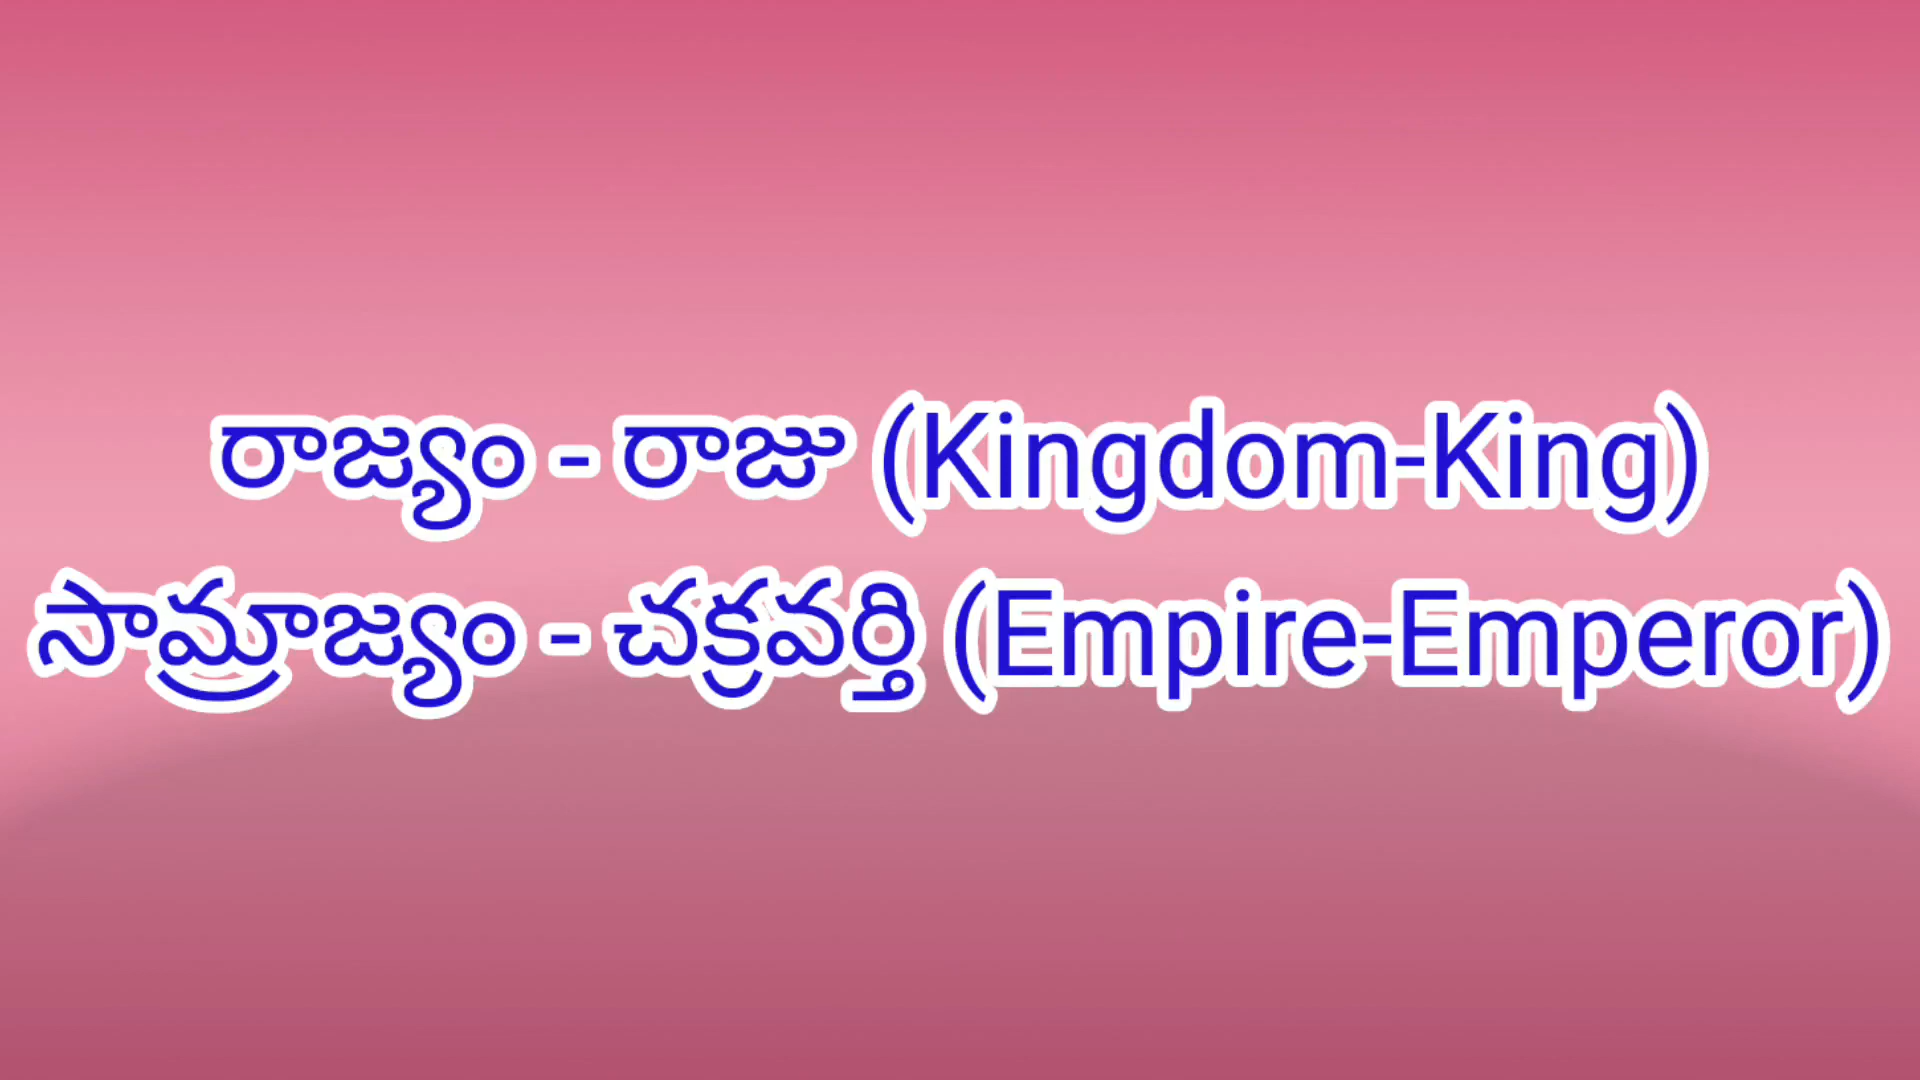 రాజ్యం - రాజు (Kingdom-King)
సామ్రాజ్యం - చక్రవర్తి (Empire-Emperor)